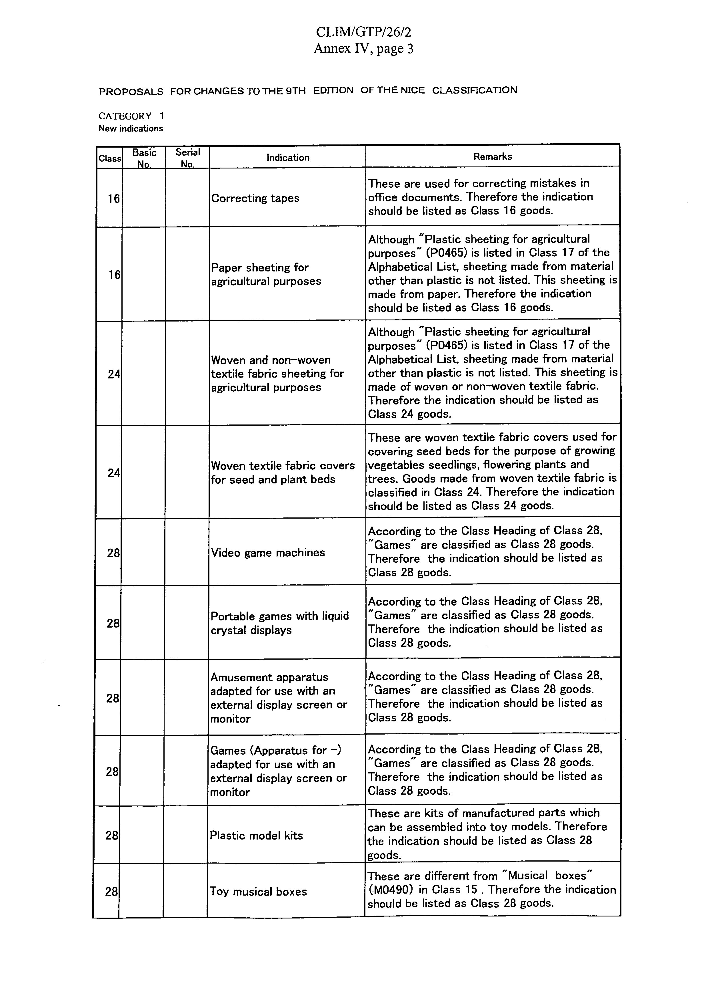 CLIM/GTP/26/2
Annex IV, page 3
PROPOSALS FOR CHANGES TO THE 9TH EDITION OF THE NICE CLASSIFICATION
CATEGORY 1
New indications
Class
Basic
No.
Serial
No.
Indication
Remarks
16
Correcting tapes
These are used for correcting mistakes in
office documents. Therefore the indication
should be listed as Class 16 goods.
16
Paper sheeting for
agricultural purposes
Although "Plastic sheeting for agricultural
purposes" (P0465) is listed in Class 17 of the
Alphabetical List, sheeting made from material
other than plastic is not listed. This sheeting is
made from paper. Therefore the indication
should be listed as Class 16 goods.
24
Woven and non-woven
textile fabric sheeting for
agricultural purposes
Although "Plastic sheeting for agricultural
purposes" (P0465) is listed in Class 17 of the
Alphabetical List, sheeting made from material
other than plastic is not listed. This sheeting is
made of woven or non-woven textile fabric.
Therefore the indication should be listed as
Class 24 goods.
24
Woven textile fabric covers
for seed and plant beds
These are woven textile fabric covers used for
covering seed beds for the purpose of growing
vegetables seedlings, flowering plants and
trees. Goods made from woven textile fabric is
classified in Class 24. Therefore the indication
should be listed as Class 24 goods.
28
Video game machines
According to the Class Heading of Class 28,
"Games" are classified as Class 28 goods.
Therefore the indication should be listed as
Class 28 goods.
28
Portable games with liquid
crystal displays
According to the Class Heading of Class 28,
"Games" are classified as Class 28 goods.
Therefore the indication should be listed as
Class 28 goods.
28
Amusement apparatus
adapted for use with an
external display screen or
monitor
According to the Class Heading of Class 28,
"Games" are classified as Class 28 goods.
Therefore the indication should be listed as
Class 28 goods.
28
Games (Apparatus for -)
adapted for use with an
external display screen or
monitor
According to the Class Heading of Class 28,
"Games" are classified as Class 28 goods.
Therefore the indication should be listed as
Class 28 goods.
28
Plastic model kits
These are kits of manufactured parts which
can be assembled into toy models. Therefore
the indication should be listed as Class 28
goods.
28
Toy musical boxes
These are different from "Musical boxes"
(M0490) in Class 15 . Therefore the indication
should be listed as Class 28 goods.